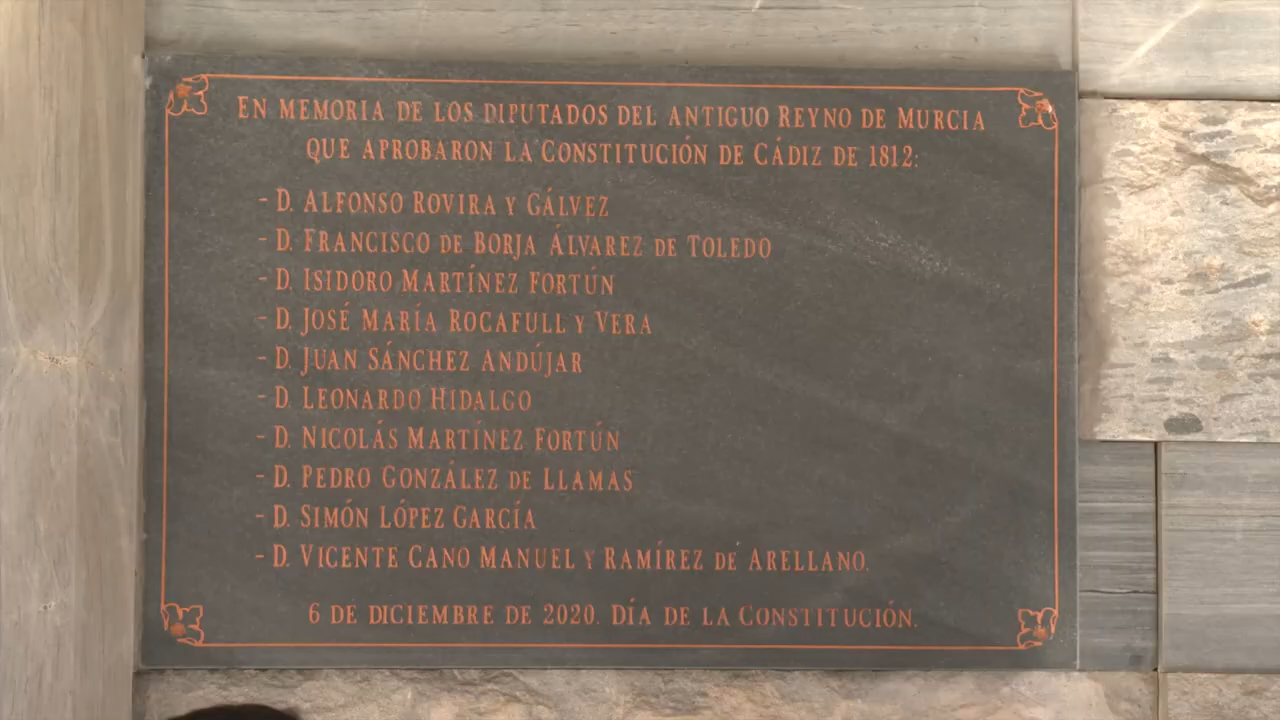 EN MEMORIA DE LOS DIPUTADOS DEL ANTIGUO REYNO DE MURCIA
QUE APROBARON LA CONSTITUCIÓN DE CÁDIZ DE 1812:
- D. ALFONSO ROVIRA Y GÁLVEZ
- D. FRANCISCO DE BORJA ÁLVAREZ DE TOLEDO
- D. ISIDORO MARTÍNEZ FORTÚN
- D. JOSÉ MARÍA ROCAFULL Y VERA
- D. JUAN SÁNCHEZ ANDÚJAR
- D. LEONARDO HIDALGO
- D. NICOLÁS MARTÍNEZ FORTÚN
- D. PEDRO GONZÁLEZ DE LLAMAS
- D. SIMÓN LÓPEZ GARCÍA
- D. VICENTE CANO MANUEL Y RAMÍREZ DE ARELLANO.
6 DE DICIEMBRE DE 2020. DÍA DE LA CONSTITUCIÓN.